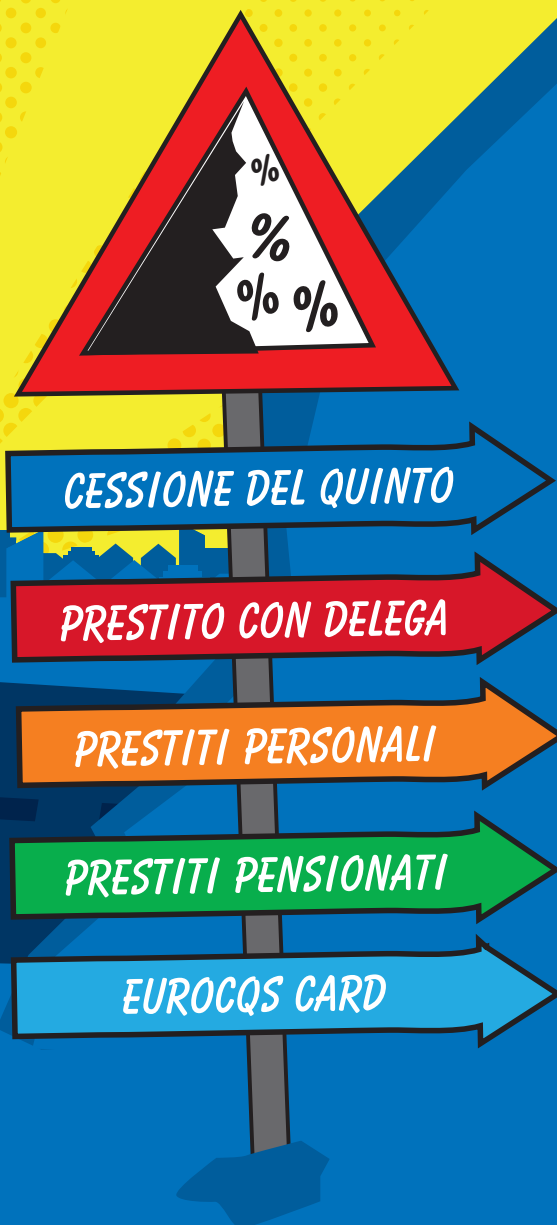 %
%
% %
CESSIONE DEL QUINTO
PRESTITO CON DELEGA
PRESTITI PERSONALI
PRESTITI PENSIONATI
EUROCQS CARD